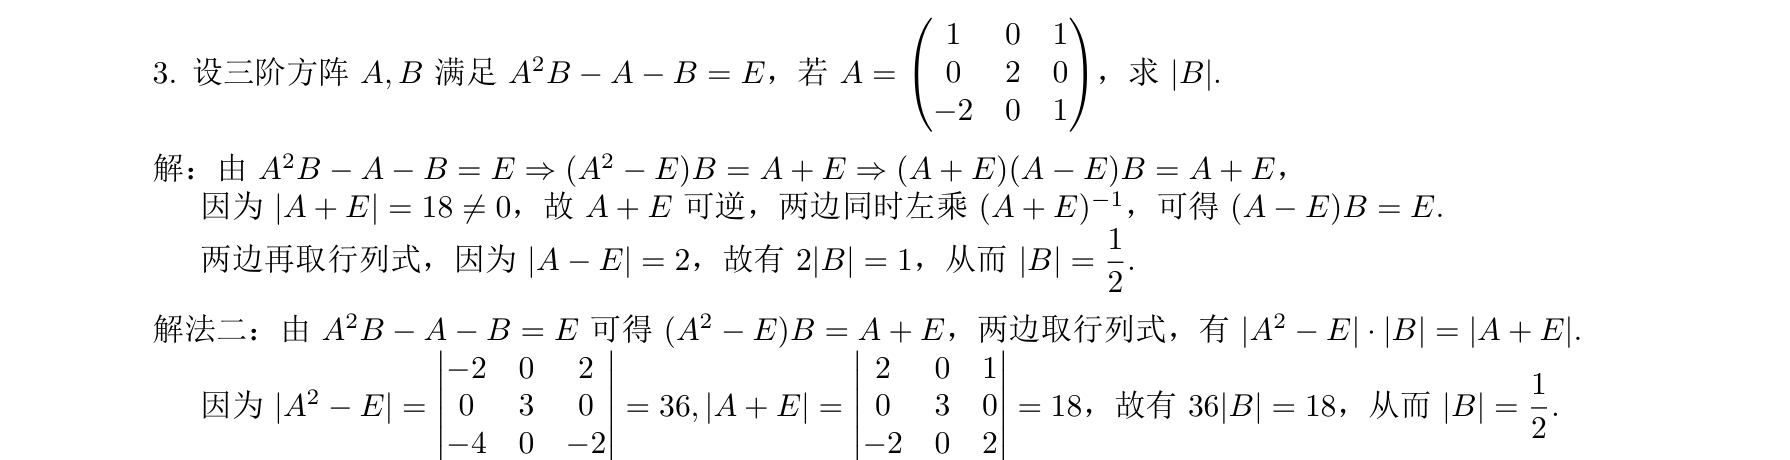 3. 设三阶方阵 $A, B$ 满足 $A^2B - A - B = E$，若 $A = \begin{pmatrix} 1 & 0 & 1 \\ 0 & 2 & 0 \\ -2 & 0 & 1 \end{pmatrix}$，求 $|B|$.
解：由 $A^2B - A - B = E \Rightarrow (A^2 - E)B = A + E \Rightarrow (A + E)(A - E)B = A + E$，
因为 $|A + E| = 18 \neq 0$，故 $A + E$ 可逆，两边同时左乘 $(A + E)^{-1}$，可得 $(A - E)B = E$.
两边再取行列式，因为 $|A - E| = 2$，故有 $2|B| = 1$，从而 $|B| = \dfrac{1}{2}$.
解法二：由 $A^2B - A - B = E$ 可得 $(A^2 - E)B = A + E$，两边取行列式，有 $|A^2 - E| \cdot |B| = |A + E|$.
因为 $|A^2 - E| = \begin{vmatrix} -2 & 0 & 2 \\ 0 & 3 & 0 \\ -4 & 0 & -2 \end{vmatrix} = 36, |A + E| = \begin{vmatrix} 2 & 0 & 1 \\ 0 & 3 & 0 \\ -2 & 0 & 2 \end{vmatrix} = 18$，故有 $36|B| = 18$，从而 $|B| = \dfrac{1}{2}$.